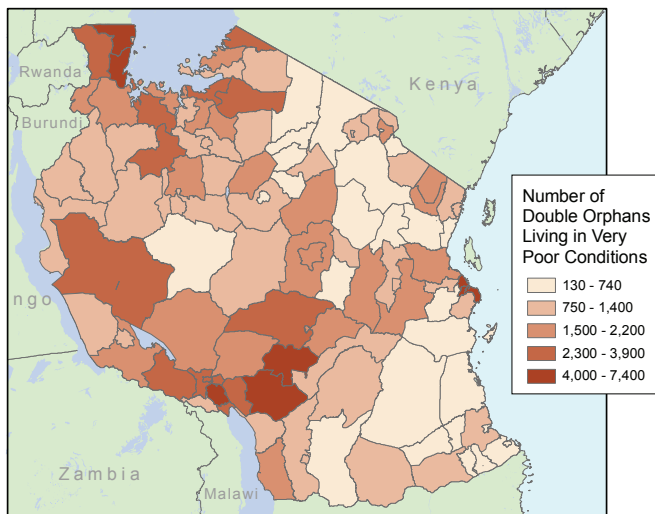 Rwanda
Kenya
Burundi
Number of
Double Orphans
Living in Very
Poor Conditions
130 - 740
750 - 1,400
1,500 - 2,200
2,300 - 3,900
4,000 - 7,400
ngo
Zambia
Malawi